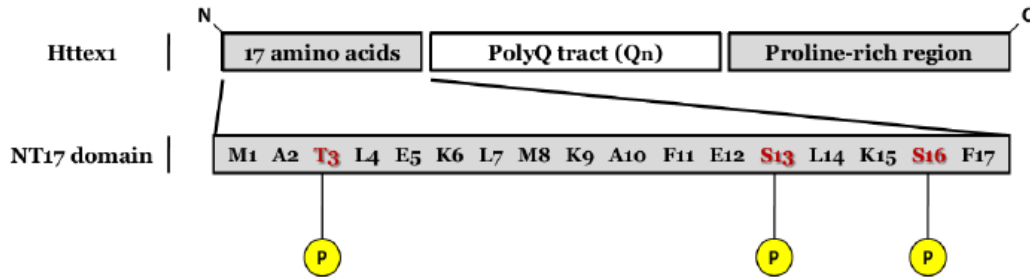 N C
Httex1 17 amino acids PolyQ tract (Qn) Proline-rich region
NT17 domain M1 A2 T3 L4 E5 K6 L7 M8 K9 A10 F11 E12 S13 L14 K15 S16 F17
P P P